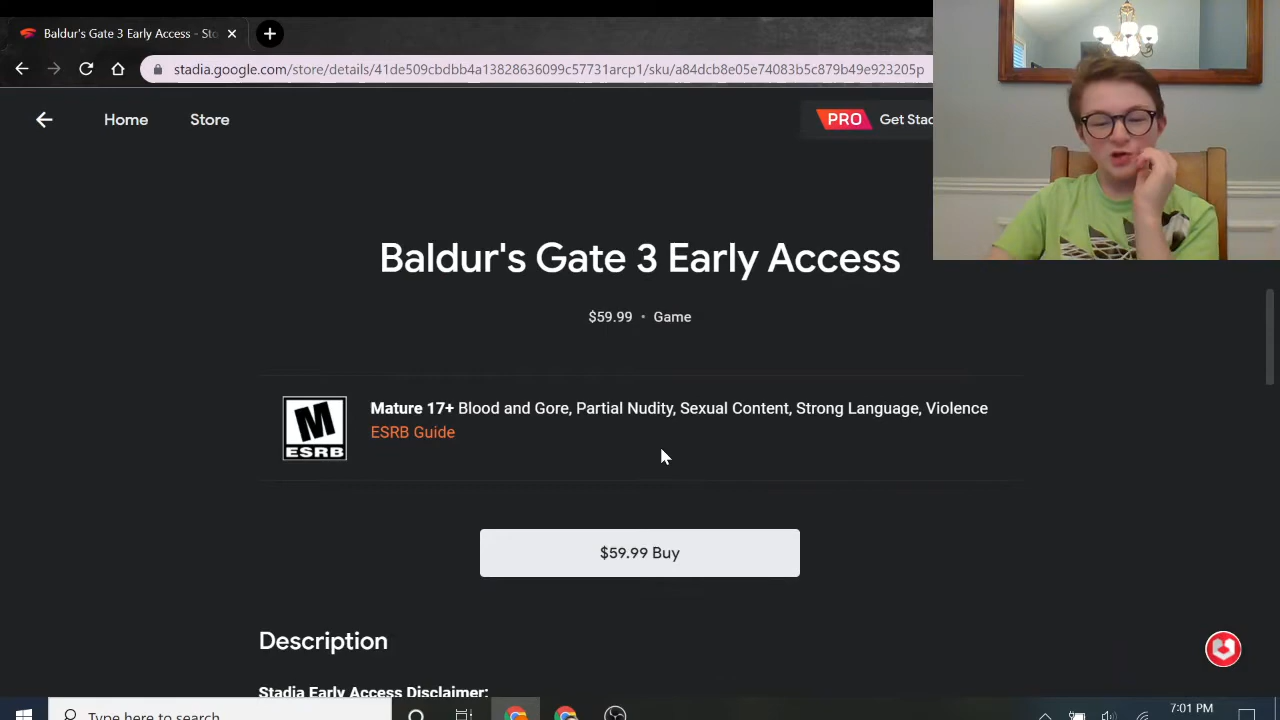 Baldur's Gate 3 Early Access - Sto
stadia.google.com/store/details/41de509cbdbb4a13828636099c57731arcp1/sku/a84dcb8e05e74083b5c879b49e923205p
Home Store PRO Get Stad
Baldur's Gate 3 Early Access
$59.99 • Game
M
ESRB
Mature 17+ Blood and Gore, Partial Nudity, Sexual Content, Strong Language, Violence
ESRB Guide
$59.99 Buy
Description
Stadia Early Access Disclaimer:
Type here to search
7:01 PM